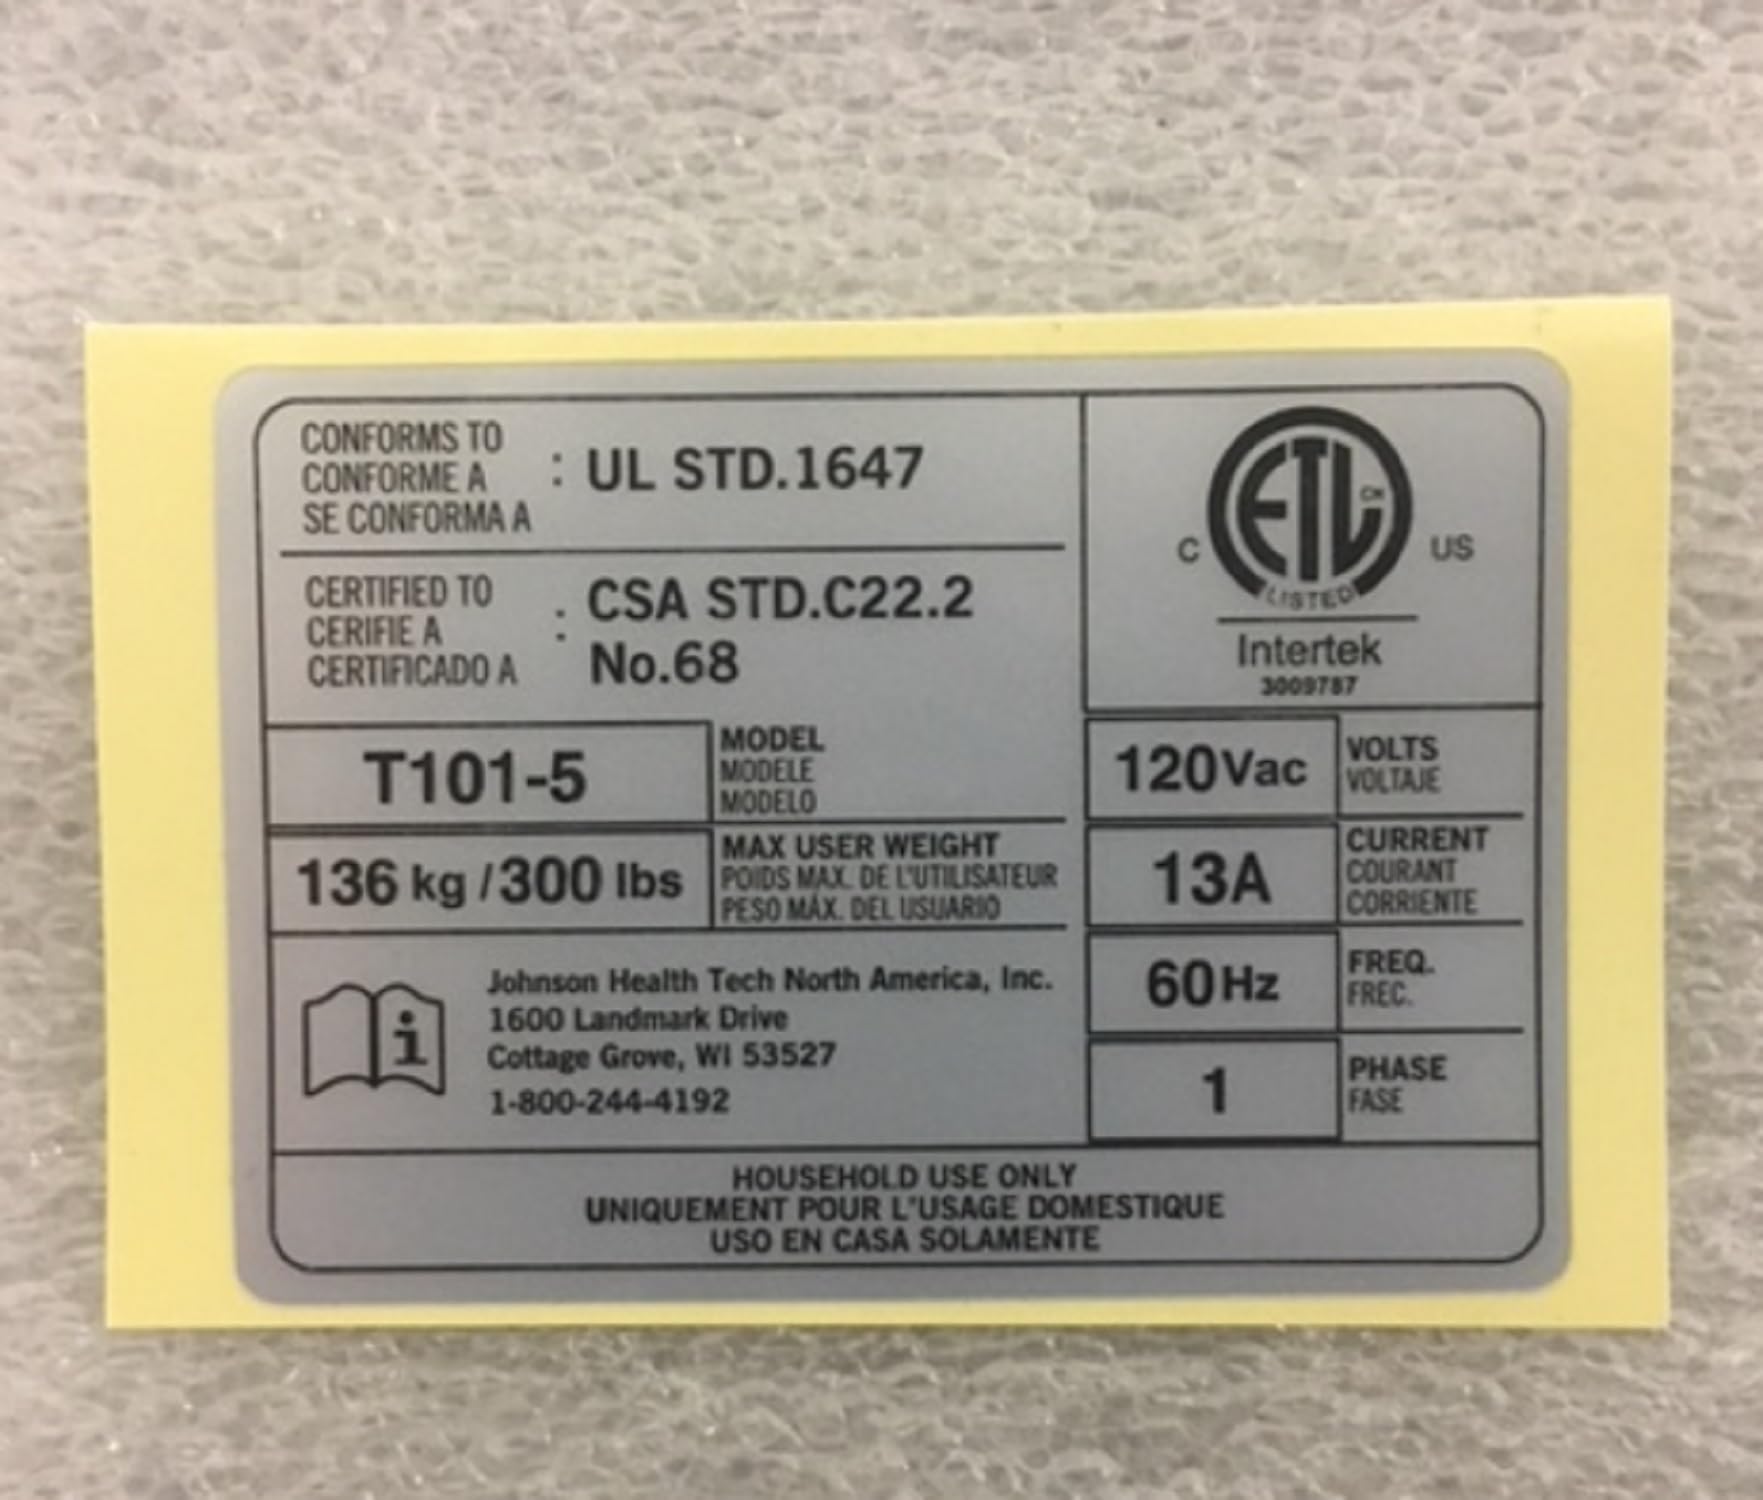 CONFORMS TO
CONFORME A : UL STD.1647
SE CONFORMA A
CERTIFIED TO
CERIFIE A : CSA STD.C22.2
CERTIFICADO A No.68
ETL CM
C US
LISTED
Intertek
3009787
T101-5 MODEL
MODELE
MODELO
136 kg / 300 lbs MAX USER WEIGHT
POIDS MAX. DE L'UTILISATEUR
PESO MÁX. DEL USUARIO
120Vac VOLTS
VOLTAJE
13A CURRENT
COURANT
CORRIENTE
60Hz FREQ.
FREC.
1 PHASE
FASE
i
Johnson Health Tech North America, Inc.
1600 Landmark Drive
Cottage Grove, WI 53527
1-800-244-4192
HOUSEHOLD USE ONLY
UNIQUEMENT POUR L'USAGE DOMESTIQUE
USO EN CASA SOLAMENTE